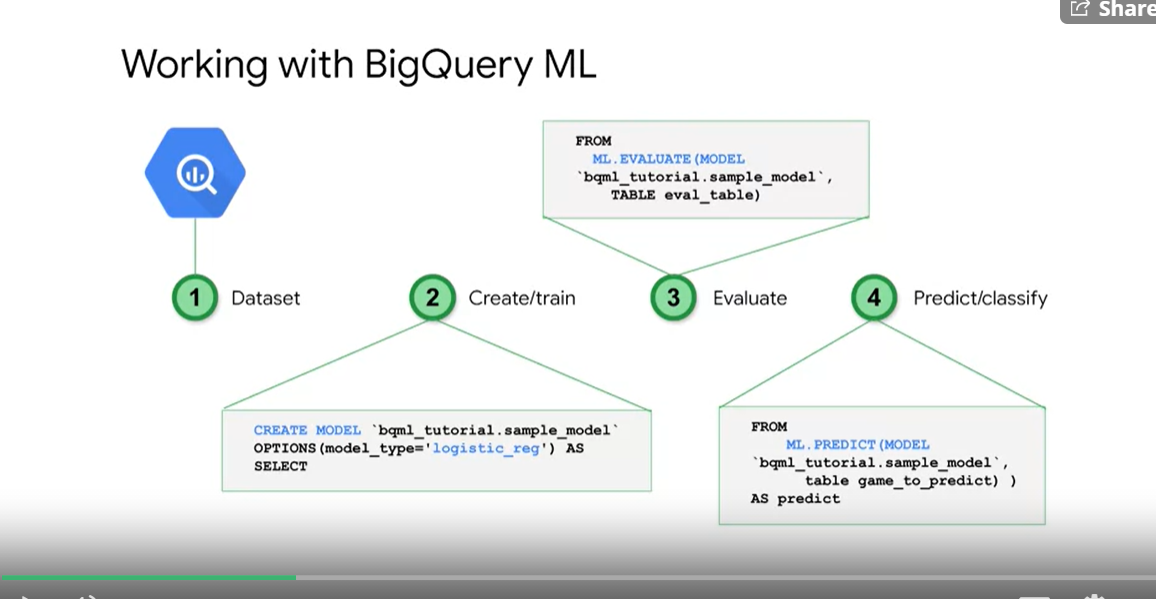 Share
Working with BigQuery ML
FROM
ML.EVALUATE(MODEL
`bqml_tutorial.sample_model`,
TABLE eval_table)
1 Dataset
2 Create/train
3 Evaluate
4 Predict/classify
CREATE MODEL `bqml_tutorial.sample_model`
OPTIONS(model_type='logistic_reg') AS
SELECT
FROM
ML.PREDICT(MODEL
`bqml_tutorial.sample_model`,
table game_to_predict) )
AS predict